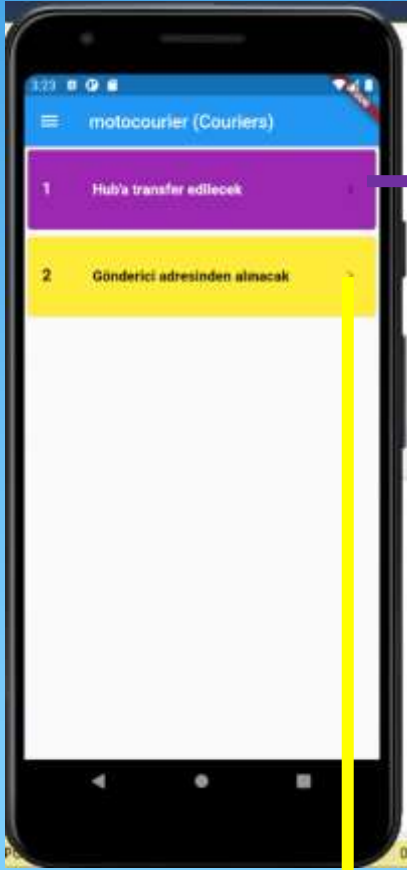 3:23
motocourier (Couriers)
1 Hub'a transfer edilecek
2 Gönderici adresinden alınacak